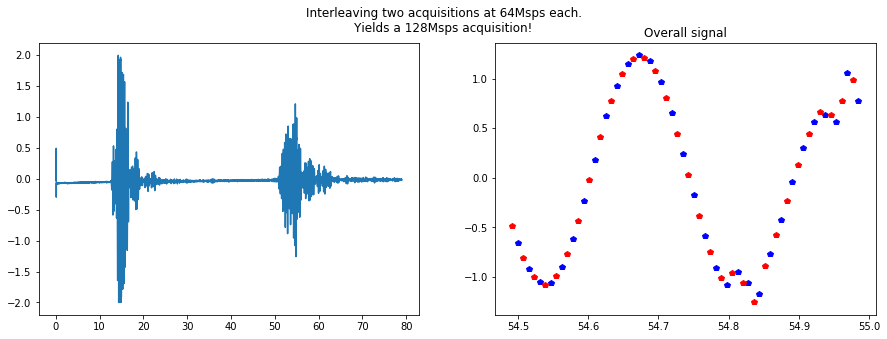 Interleaving two acquisitions at 64Msps each.
Yields a 128Msps acquisition!
Overall signal
2.0
1.5
1.0
0.5
0.0
−0.5
−1.0
−1.5
−2.0
0 10 20 30 40 50 60 70 80
1.0
0.5
0.0
−0.5
−1.0
54.5 54.6 54.7 54.8 54.9 55.0